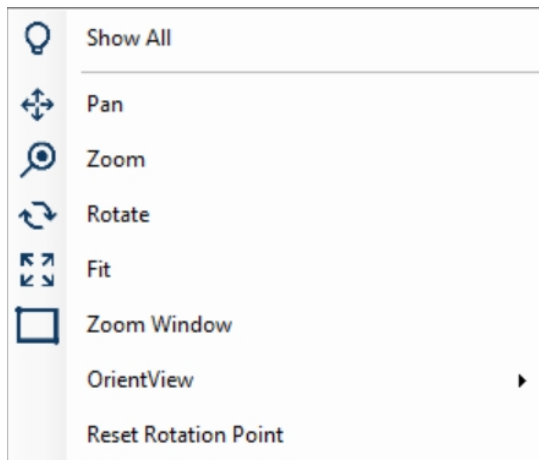 Show All
Pan
Zoom
Rotate
Fit
Zoom Window
OrientView
Reset Rotation Point